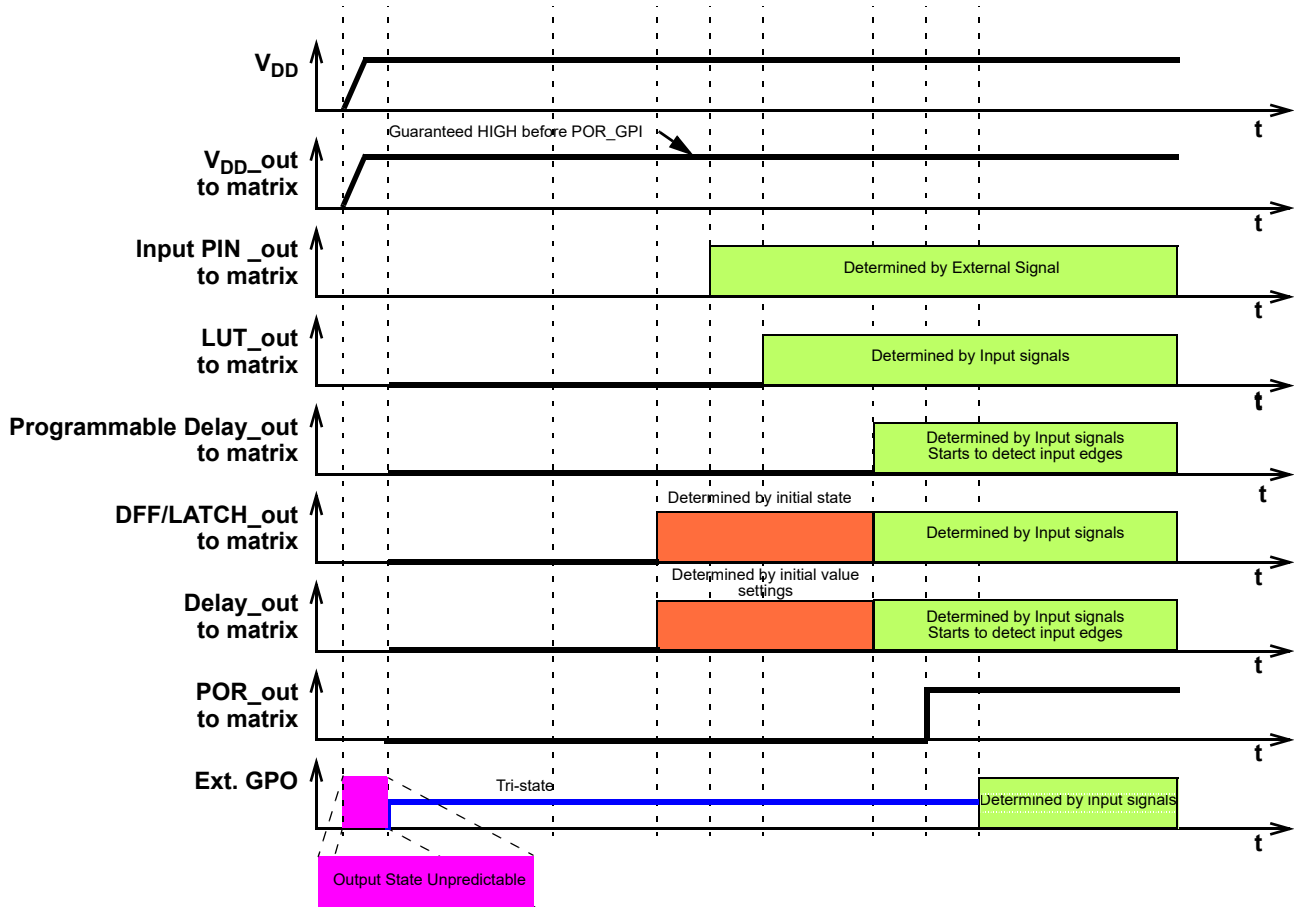 VDD
t
Guaranteed HIGH before POR_GPI
VDD_out
to matrix
t
Input PIN _out
to matrix
Determined by External Signal
t
LUT_out
to matrix
Determined by Input signals
t
Programmable Delay_out
to matrix
Determined by Input signals
Starts to detect input edges
t
Determined by initial state
DFF/LATCH_out
to matrix
Determined by Input signals
t
Determined by initial value
settings
Delay_out
to matrix
Determined by Input signals
Starts to detect input edges
t
POR_out
to matrix
t
Ext. GPO
Tri-state
Determined by input signals
t
Output State Unpredictable